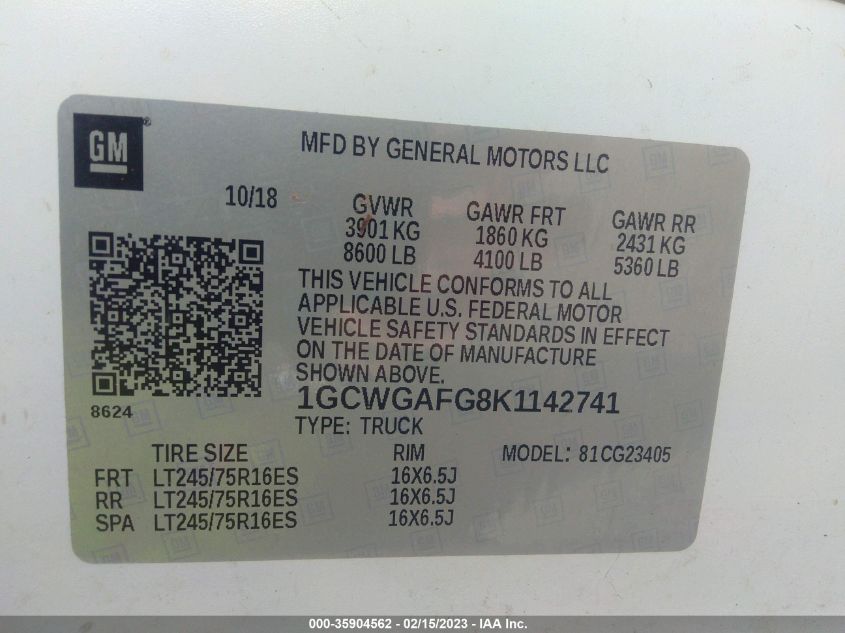 GM®
MFD BY GENERAL MOTORS LLC
10/18
GVWR
3901 KG
8600 LB
GAWR FRT
1860 KG
4100 LB
GAWR RR
2431 KG
5360 LB
THIS VEHICLE CONFORMS TO ALL
APPLICABLE U.S. FEDERAL MOTOR
VEHICLE SAFETY STANDARDS IN EFFECT
ON THE DATE OF MANUFACTURE
SHOWN ABOVE.
8624
1GCWGAFG8K1142741
TYPE: TRUCK
TIRE SIZE RIM MODEL: 81CG23405
FRT LT245/75R16ES 16X6.5J
RR LT245/75R16ES 16X6.5J
SPA LT245/75R16ES 16X6.5J
000-35904562 - 02/15/2023 - IAA Inc.